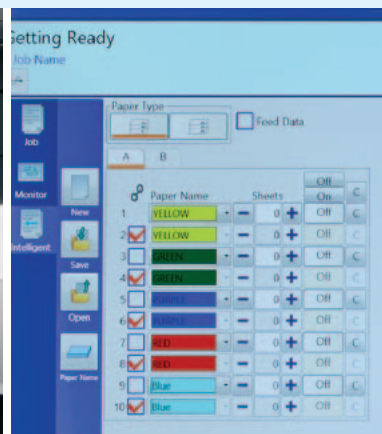 Getting Ready
Job Name
Paper Type
Feed Data
Job
A B
Off
Monitor
Paper Name Sheets On C
New
1 YELLOW 0 Off C
Intelligent
2 YELLOW 0 Off C
3 GREEN 0 Off C
Save
4 GREEN 0 Off C
5 PURPLE 0 Off C
Open
6 PURPLE 0 Off C
7 RED 0 Off C
8 RED 0 Off C
Paper Name
9 Blue 0 Off C
10 Blue 0 Off C